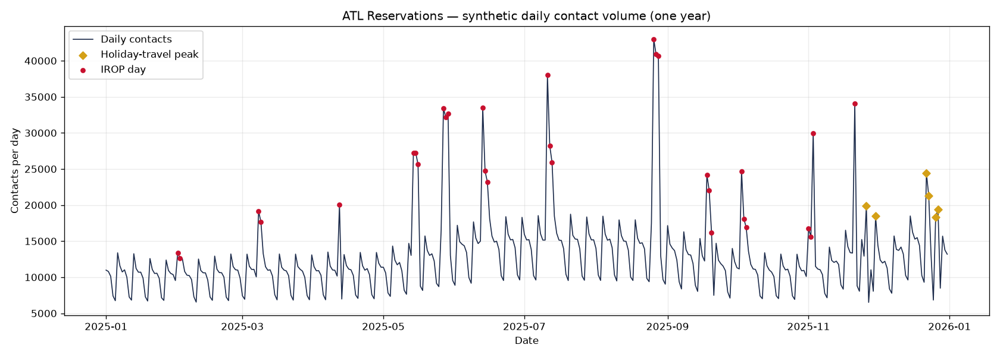 ATL Reservations — synthetic daily contact volume (one year)
Daily contacts
Holiday-travel peak
IROP day
40000
35000
30000
25000
20000
15000
10000
5000
Contacts per day
2025-01
2025-03
2025-05
2025-07
2025-09
2025-11
2026-01
Date